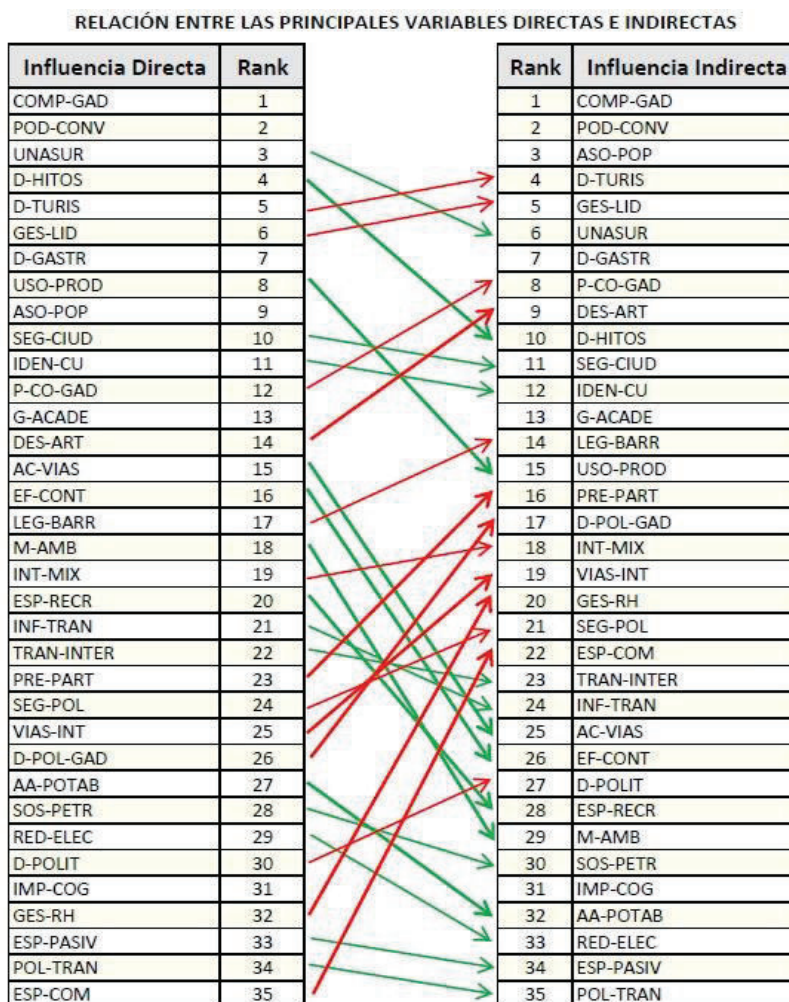 RELACIÓN ENTRE LAS PRINCIPALES VARIABLES DIRECTAS E INDIRECTAS
Influencia Directa Rank Rank Influencia Indirecta
COMP-GAD 1 1 COMP-GAD
POD-CONV 2 2 POD-CONV
UNASUR 3 3 ASO-POP
D-HITOS 4 4 D-TURIS
D-TURIS 5 5 GES-LID
GES-LID 6 6 UNASUR
D-GASTR 7 7 D-GASTR
USO-PROD 8 8 P-CO-GAD
ASO-POP 9 9 DES-ART
SEG-CIUD 10 10 D-HITOS
IDEN-CU 11 11 SEG-CIUD
P-CO-GAD 12 12 IDEN-CU
G-ACADE 13 13 G-ACADE
DES-ART 14 14 LEG-BARR
AC-VIAS 15 15 USO-PROD
EF-CONT 16 16 PRE-PART
LEG-BARR 17 17 D-POL-GAD
M-AMB 18 18 INT-MIX
INT-MIX 19 19 VIAS-INT
ESP-RECR 20 20 GES-RH
INF-TRAN 21 21 SEG-POL
TRAN-INTER 22 22 ESP-COM
PRE-PART 23 23 TRAN-INTER
SEG-POL 24 24 INF-TRAN
VIAS-INT 25 25 AC-VIAS
D-POL-GAD 26 26 EF-CONT
AA-POTAB 27 27 D-POLIT
SOS-PETR 28 28 ESP-RECR
RED-ELEC 29 29 M-AMB
D-POLIT 30 30 SOS-PETR
IMP-COG 31 31 IMP-COG
GES-RH 32 32 AA-POTAB
ESP-PASIV 33 33 RED-ELEC
POL-TRAN 34 34 ESP-PASIV
ESP-COM 35 35 POL-TRAN